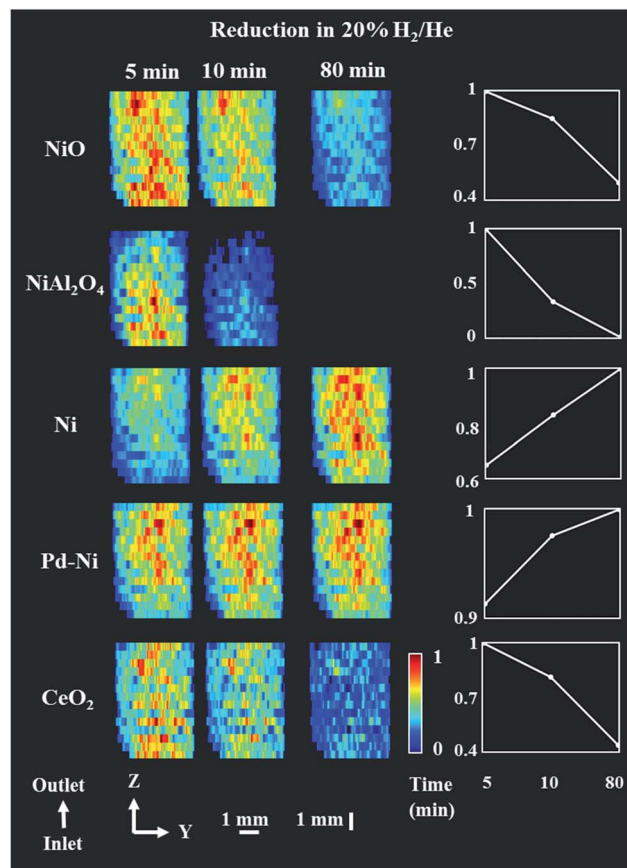 Reduction in 20% H₂/He
5 min 10 min 80 min
NiO
1
0.7
0.4
NiAl₂O₄
1
0.5
0
Ni
1
0.8
0.6
Pd-Ni
1
0.9
CeO₂
1
0
1
0.7
0.4
Time (min)
5 10 80
Outlet
Inlet
Z
Y
1 mm
1 mm